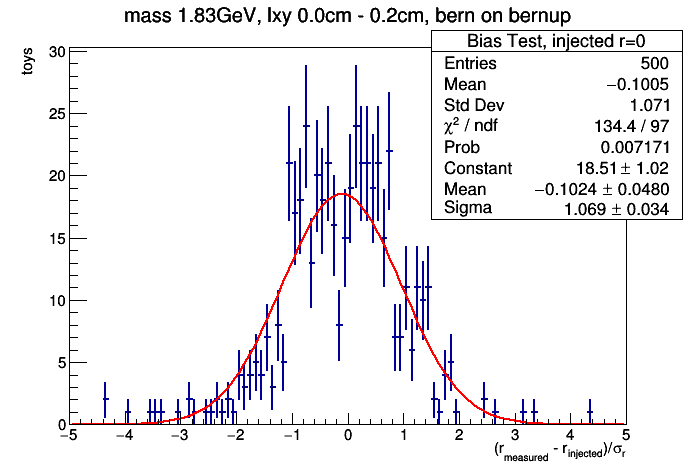 mass 1.83GeV, lxy 0.0cm - 0.2cm, bern on bernup
Bias Test, injected r=0
Entries 500
Mean −0.1005
Std Dev 1.071
χ² / ndf 134.4 / 97
Prob 0.007171
Constant 18.51 ± 1.02
Mean −0.1024 ± 0.0480
Sigma 1.069 ± 0.034
toys
30
25
20
15
10
5
0
−5 −4 −3 −2 −1 0 1 2 3 4 5
(r_measured - r_injected)/σ_r